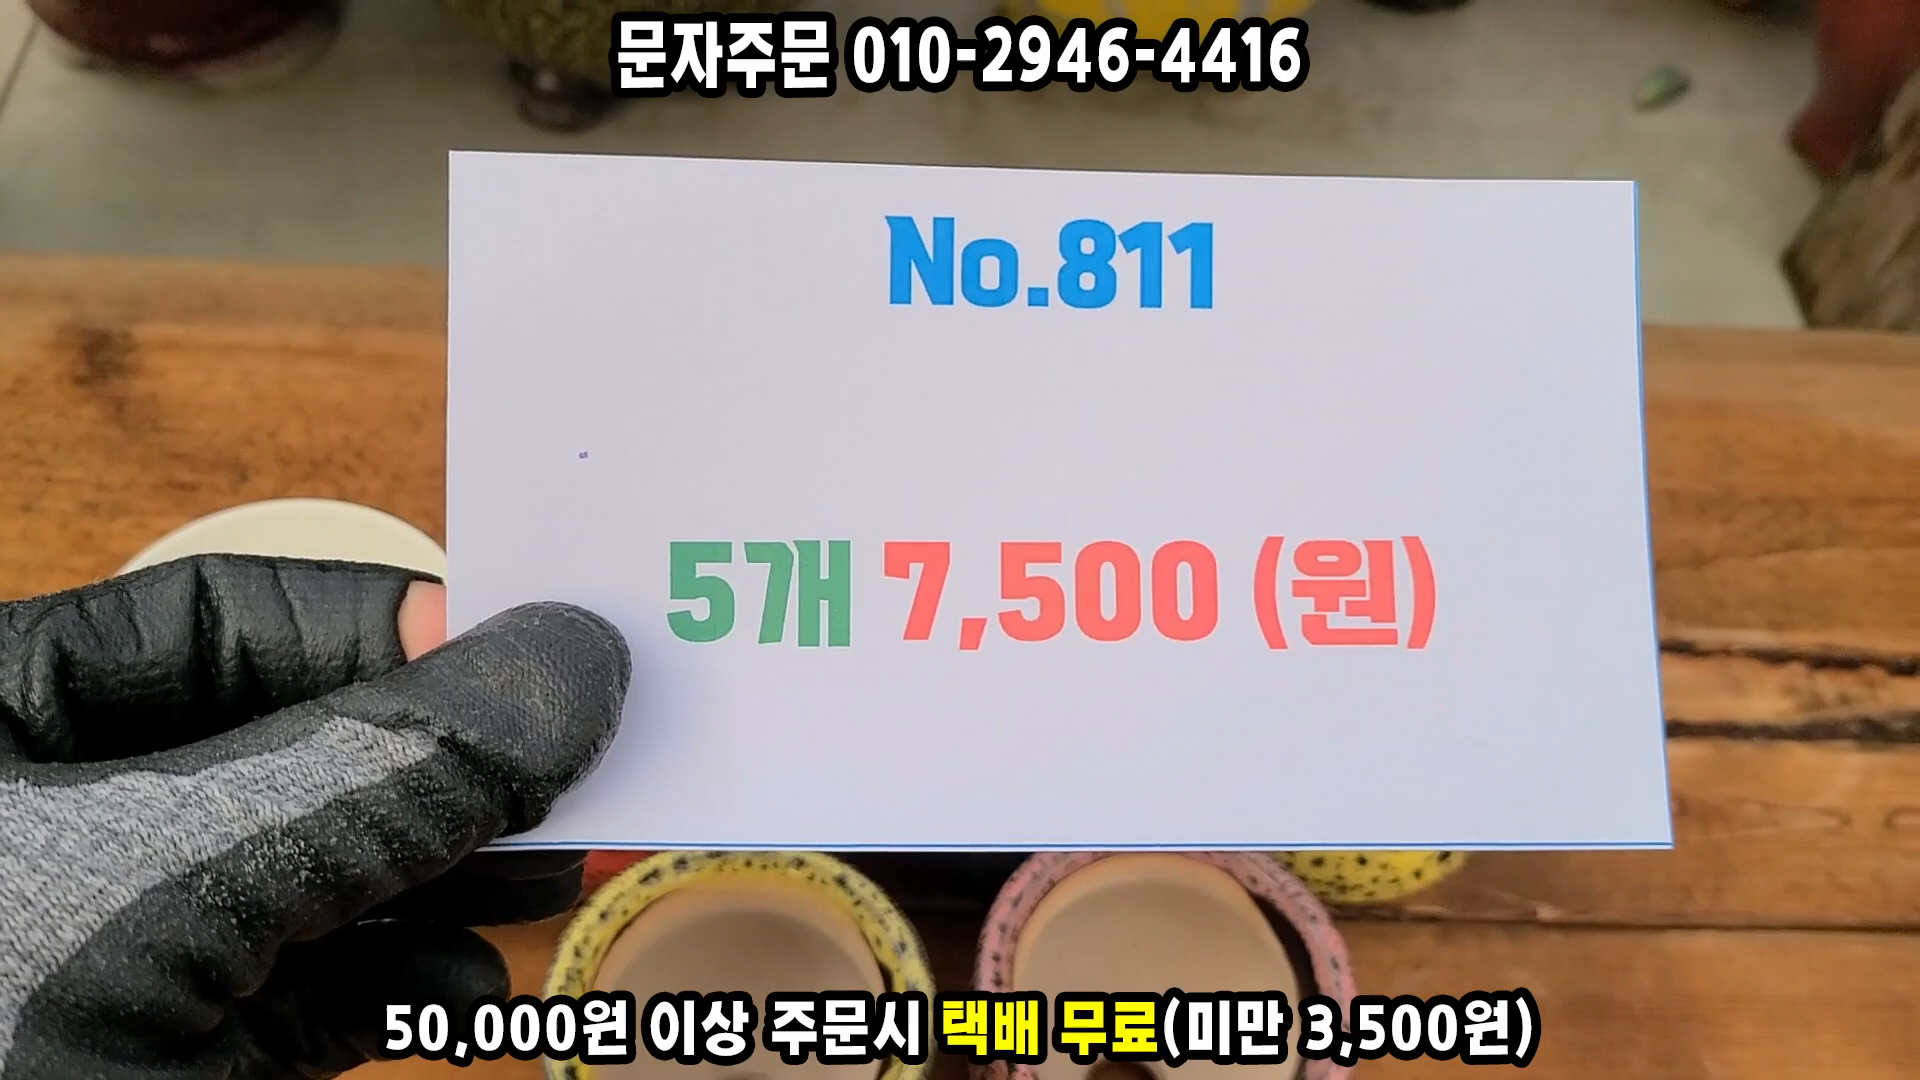 문자주문 010-2946-4416
No.811
5개 7,500 (원)
50,000원 이상 주문시 택배 무료(미만 3,500원)